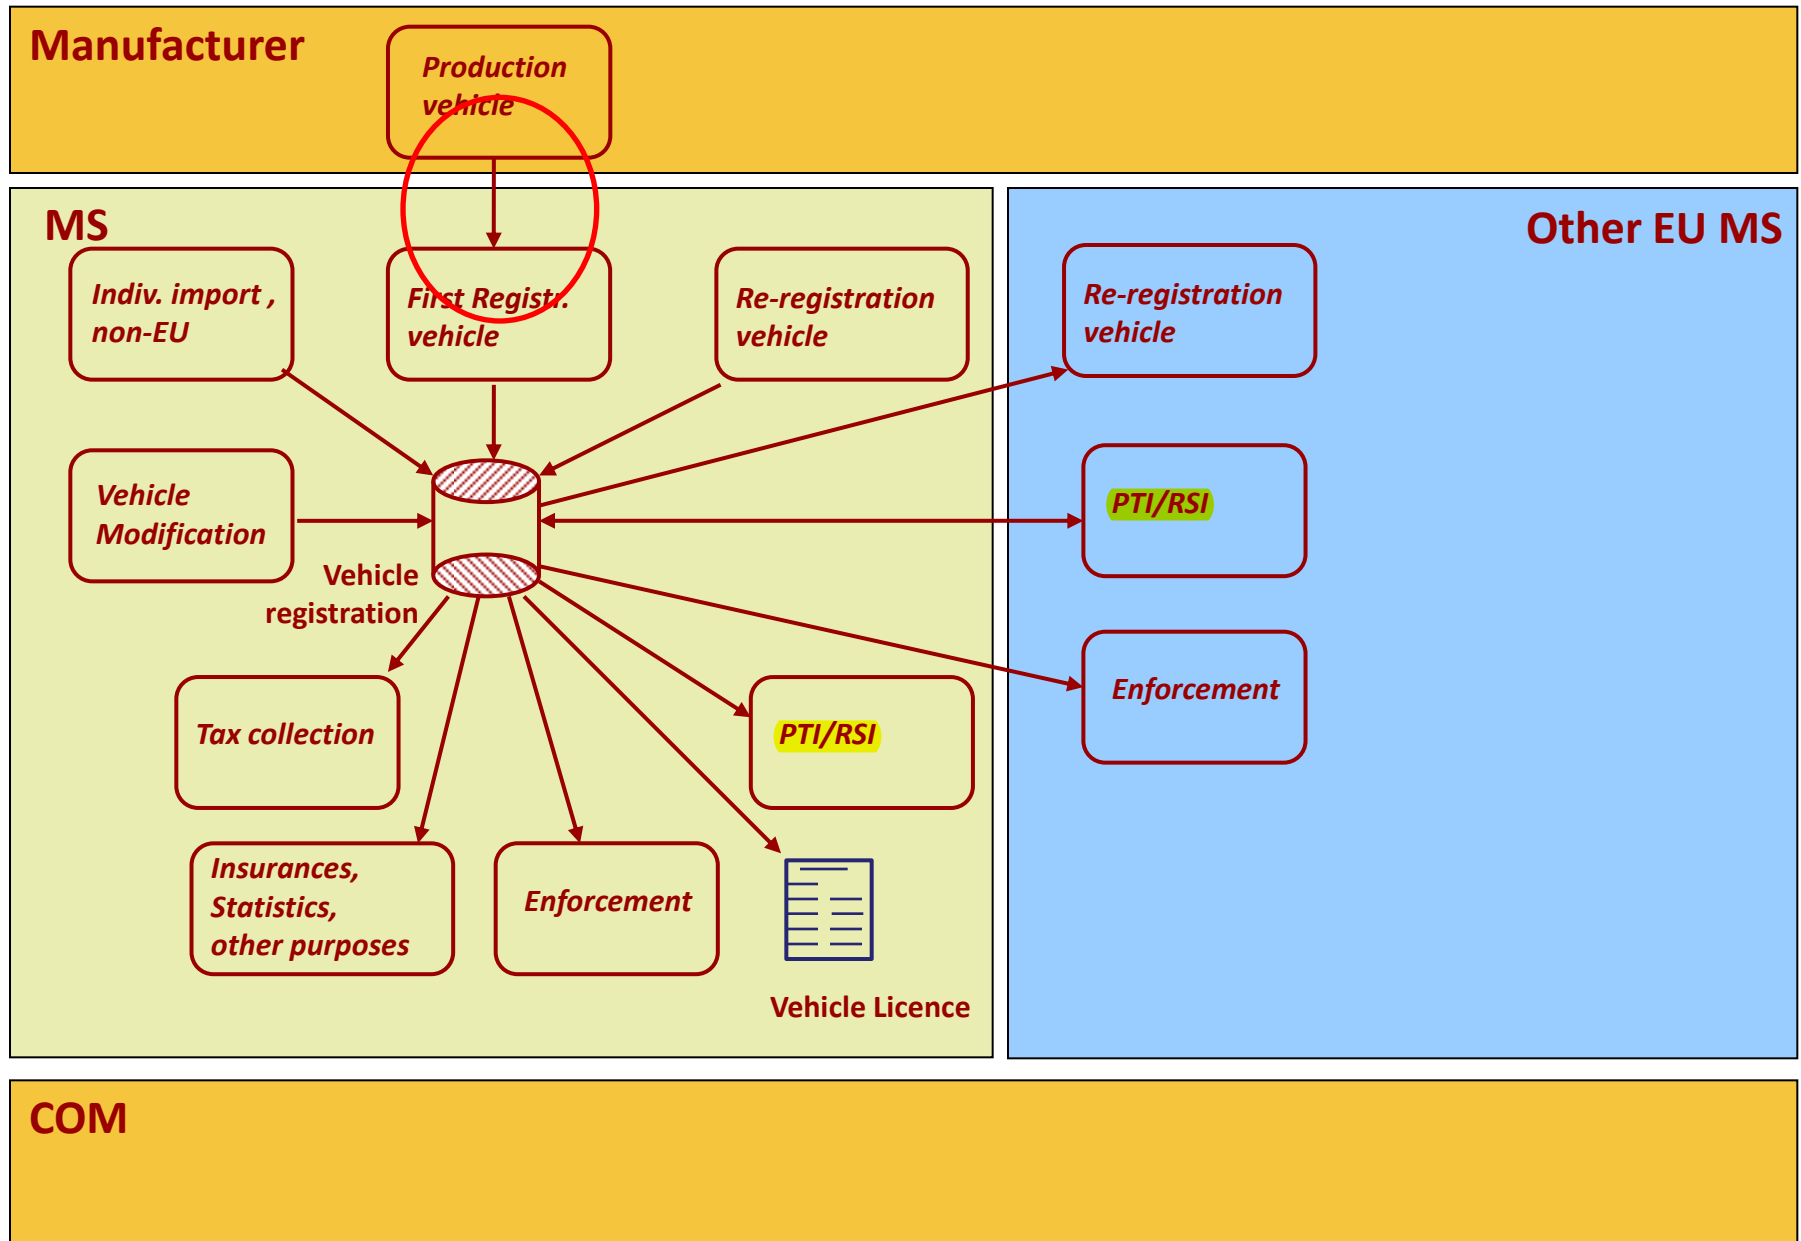 Manufacturer
Production
vehicle
MS
Other EU MS
Indiv. import ,
non-EU
First Registr.
vehicle
Re-registration
vehicle
Re-registration
vehicle
Vehicle
Modification
PTI/RSI
Vehicle
registration
Enforcement
Tax collection
PTI/RSI
Insurances,
Statistics,
other purposes
Enforcement
Vehicle Licence
COM